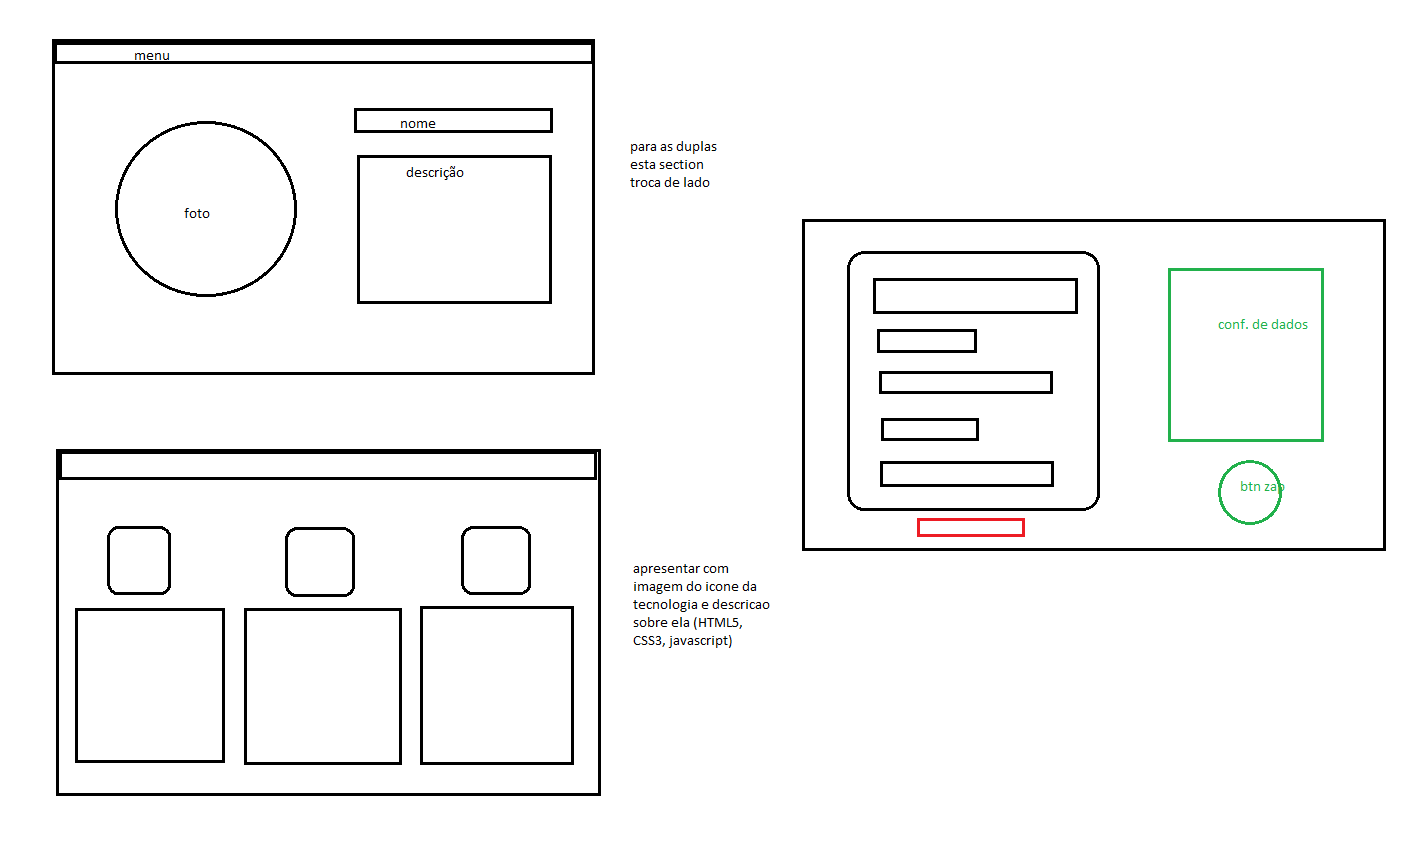 menu
nome
descrição
foto
para as duplas
esta section
troca de lado
conf. de dados
btn zap
apresentar com
imagem do icone da
tecnologia e descricao
sobre ela (HTML5,
CSS3, javascript)